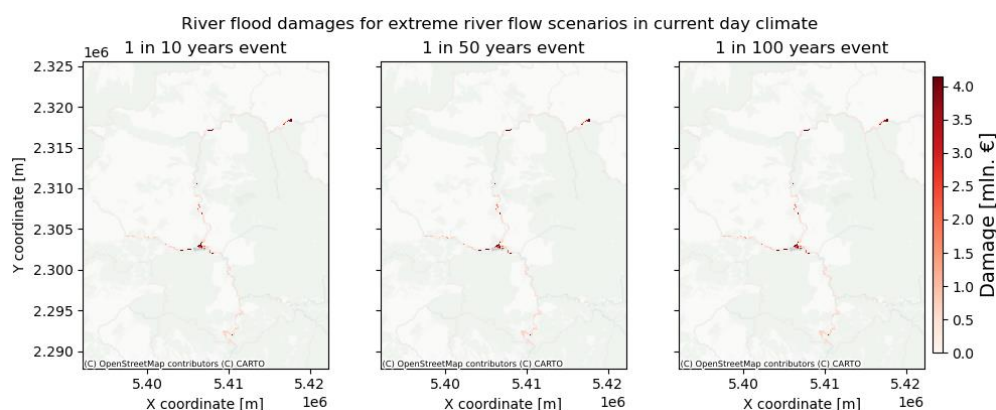 River flood damages for extreme river flow scenarios in current day climate
1 in 10 years event
1 in 50 years event
1 in 100 years event
1e6
2.325
2.320
2.315
2.310
2.305
2.300
2.295
2.290
Y coordinate [m]
(C) OpenStreetMap contributors (C) CARTO
(C) OpenStreetMap contributors (C) CARTO
(C) OpenStreetMap contributors (C) CARTO
5.40 5.41 5.42
5.40 5.41 5.42
5.40 5.41 5.42
X coordinate [m] 1e6
X coordinate [m] 1e6
X coordinate [m] 1e6
4.0
3.5
3.0
2.5
2.0
1.5
1.0
0.5
0.0
Damage [mln. €]